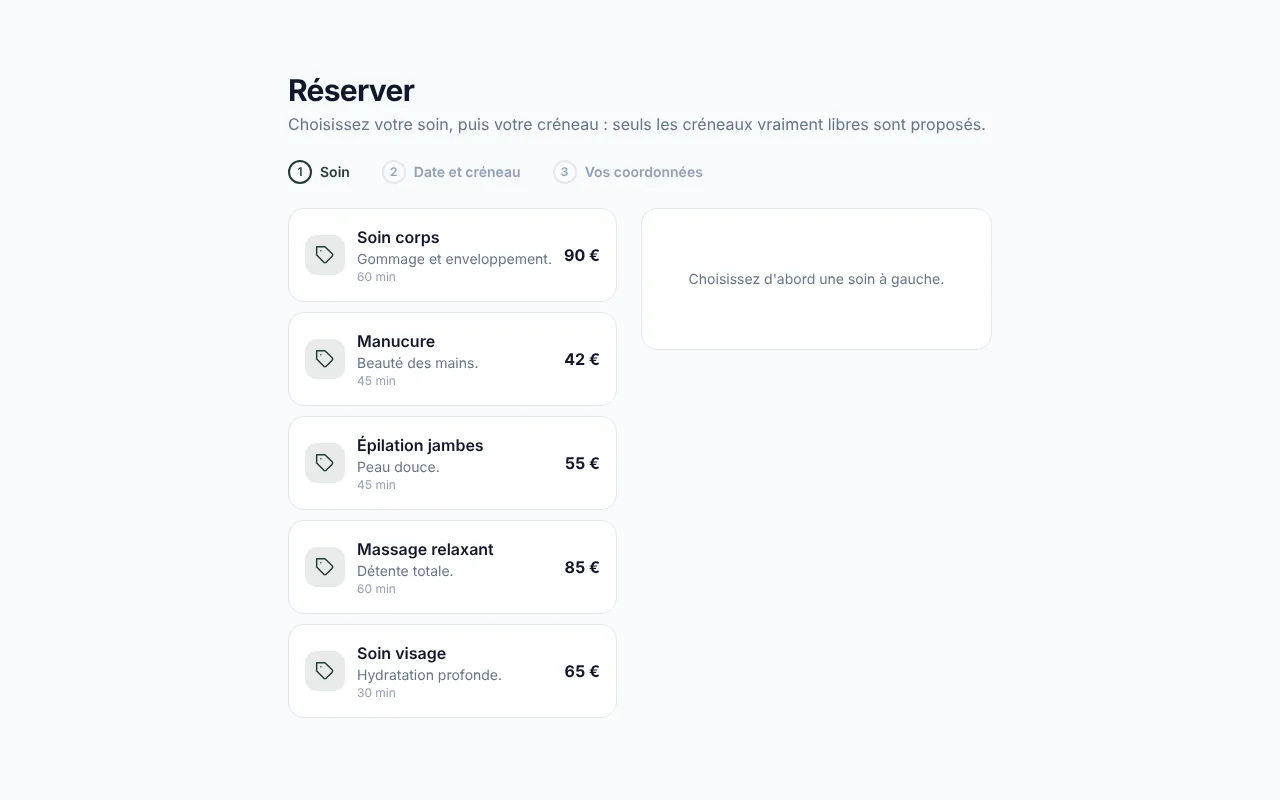 Réserver
Choisissez votre soin, puis votre créneau : seuls les créneaux vraiment libres sont proposés.
1 Soin 2 Date et créneau 3 Vos coordonnées
Soin corps
Gommage et enveloppement.
60 min
90 €
Manucure
Beauté des mains.
45 min
42 €
Épilation jambes
Peau douce.
45 min
55 €
Massage relaxant
Détente totale.
60 min
85 €
Soin visage
Hydratation profonde.
30 min
65 €
Choisissez d'abord une soin à gauche.